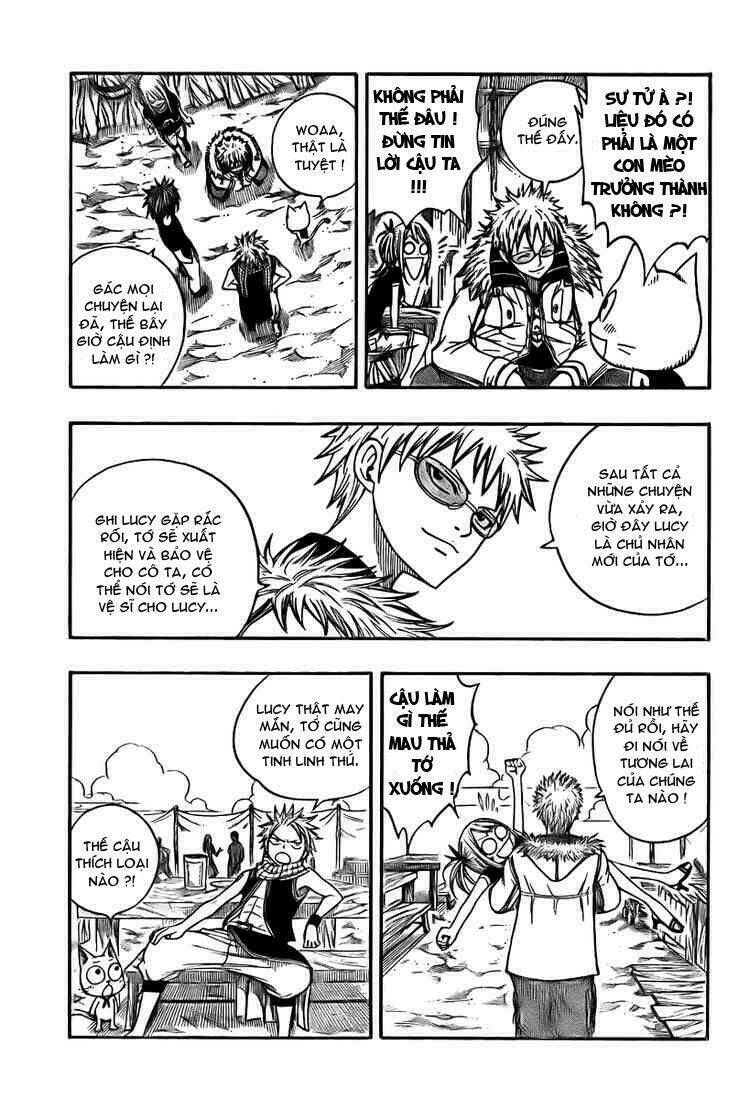 SƯ TỬ À ?!
LIỆU ĐÓ CÓ
PHẢI LÀ MỘT
CON MÈO
TRƯỞNG THÀNH
KHÔNG ?!
ĐÚNG
THẾ ĐẤY.
KHÔNG PHẢI
THẾ ĐÂU !
ĐỪNG TIN
LỜI CẬU TA
!!!
WOAA,
THẬT LÀ
TUYỆT !
GÁC MỌI
CHUYỆN LẠI
ĐÃ, THẾ BÂY
GIỜ CẬU ĐỊNH
LÀM GÌ ?!
SAU TẤT CẢ
NHŨNG CHUYỆN
VỪA XẢY RA,
GIỜ ĐÂY LUCY
LÀ CHỦ NHÂN
MỚI CỦA TỚ...
GHI LUCY GẶP RẮC
RỐI, TỚ SẼ XUẤT
HIỆN VÀ BẢO VỆ
CHO CÔ TA, CÓ
THỂ NÓI TỚ SẼ LÀ
VỆ SĨ CHO LUCY...
NÓI NHƯ THẾ
ĐỦ RỒI, HÃY
ĐI NÓI VỀ
TƯƠNG LAI
CỦA CHÚNG
TA NÀO !
CẬU LÀM
GÌ THẾ
MAU THẢ
TỚ
XUỐNG !
LUCY THẬT MAY
MẮN, TỚ CŨNG
MUỐN CÓ MỘT
TINH LINH THÚ.
THẾ CẬU
THÍCH LOẠI
NÀO ?!